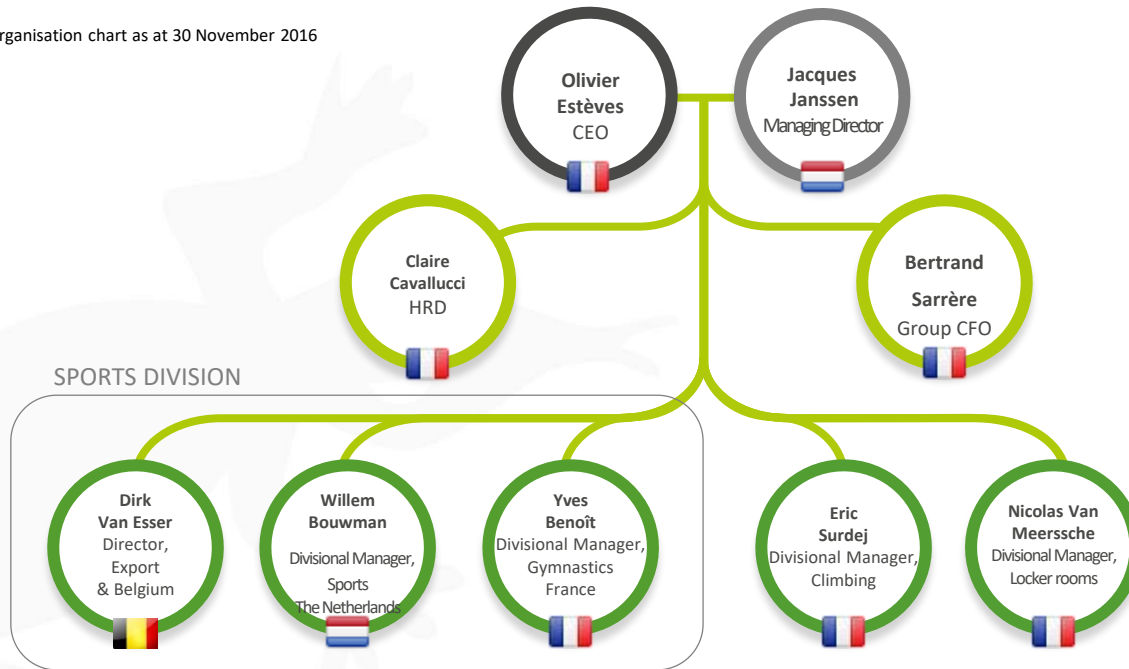 rganisation chart as at 30 November 2016
Olivier
Estèves
CEO
Jacques
Janssen
Managing Director
Claire
Cavallucci
HRD
Bertrand
Sarrère
Group CFO
SPORTS DIVISION
Dirk
Van Esser
Director,
Export
& Belgium
Willem
Bouwman
Divisional Manager,
Sports
The Netherlands
Yves
Benoît
Divisional Manager,
Gymnastics
France
Eric
Surdej
Divisional Manager,
Climbing
Nicolas Van
Meerssche
Divisional Manager,
Locker rooms